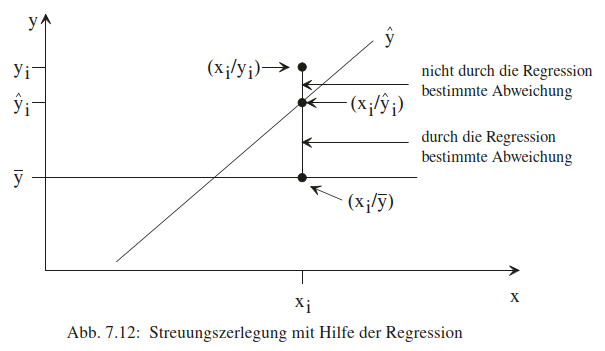 y
ŷ
yᵢ
(xᵢ/yᵢ)
nicht durch die Regression
bestimmte Abweichung
ŷᵢ
(xᵢ/ŷᵢ)
durch die Regression
bestimmte Abweichung
ȳ
(xᵢ/ȳ)
xᵢ
x
Abb. 7.12: Streuungszerlegung mit Hilfe der Regression